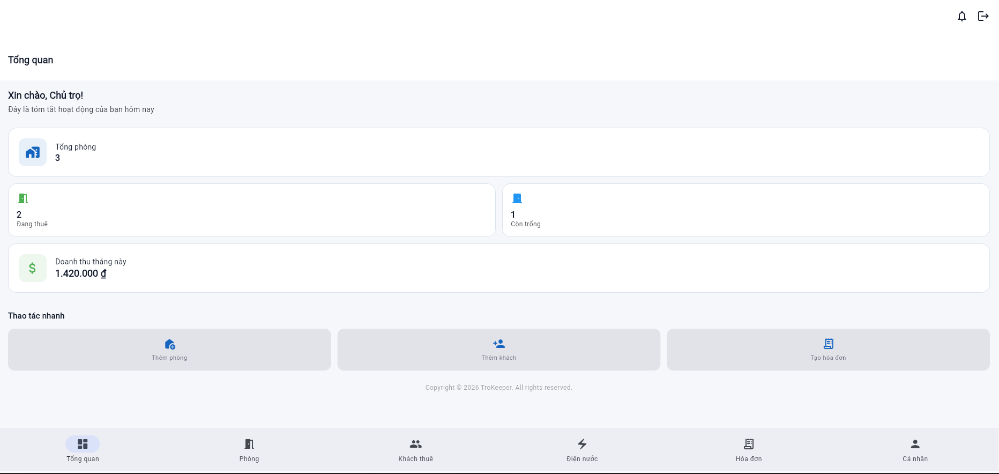 Tổng quan
Xin chào, Chủ trọ!
Đây là tóm tắt hoạt động của bạn hôm nay
Tổng phòng
3
2
Đang thuê
1
Còn trống
Doanh thu tháng này
1.420.000 ₫
Thao tác nhanh
Thêm phòng
Thêm khách
Tạo hóa đơn
Copyright © 2026 TroKeeper. All rights reserved.
Tổng quan
Phòng
Khách thuê
Điện nước
Hóa đơn
Cá nhân